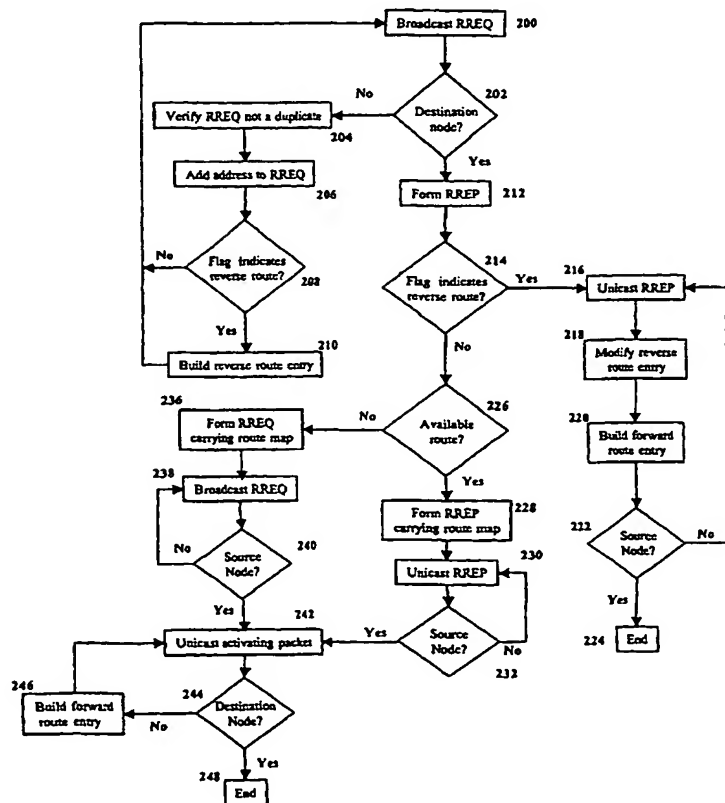 Broadcast RREQ 200
No
202
Destination
node?
Verify RREQ not a duplicate
204
Yes
Add address to RREQ
206
Form RREP 212
No
Flag indicates
reverse route?
208
214
Flag indicates
reverse route?
Yes
216
Unicast RREP
Yes
210
Build reverse route entry
No
218
Modify reverse
route entry
236
Form RREQ
carrying route map
No
226
Available
route?
220
Build forward
route entry
238
Broadcast RREQ
Yes
Form RREP
carrying route map
228
222
Source
Node?
No
No
Source
Node?
240
230
Unicast RREP
Yes
242
Unicast activating packet
Yes
Source
Node?
No
232
Yes
224
End
246
Build forward
route entry
244
Destination
Node?
No
Yes
248
End